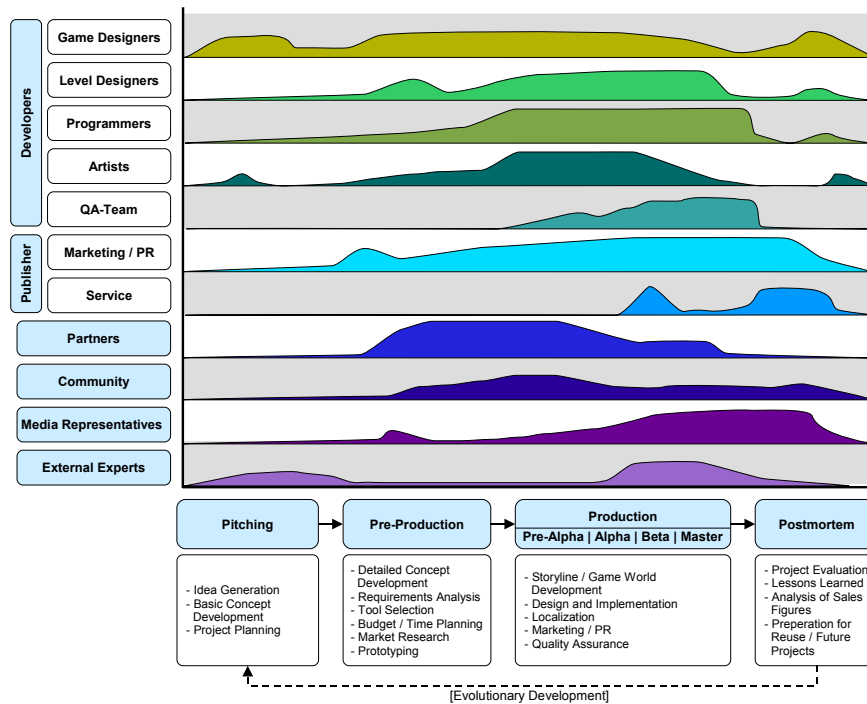 Developers
Game Designers
Level Designers
Programmers
Artists
QA-Team
Publisher
Marketing / PR
Service
Partners
Community
Media Representatives
External Experts
Pitching
Pre-Production
Production
Pre-Alpha | Alpha | Beta | Master
Postmortem
- Idea Generation
- Basic Concept
Development
- Project Planning
- Detailed Concept
Development
- Requirements Analysis
- Tool Selection
- Budget / Time Planning
- Market Research
- Prototyping
- Storyline / Game World
Development
- Design and Implementation
- Localization
- Marketing / PR
- Quality Assurance
- Project Evaluation
- Lessons Learned
- Analysis of Sales
Figures
- Preparation for
Reuse / Future
Projects
[Evolutionary Development]